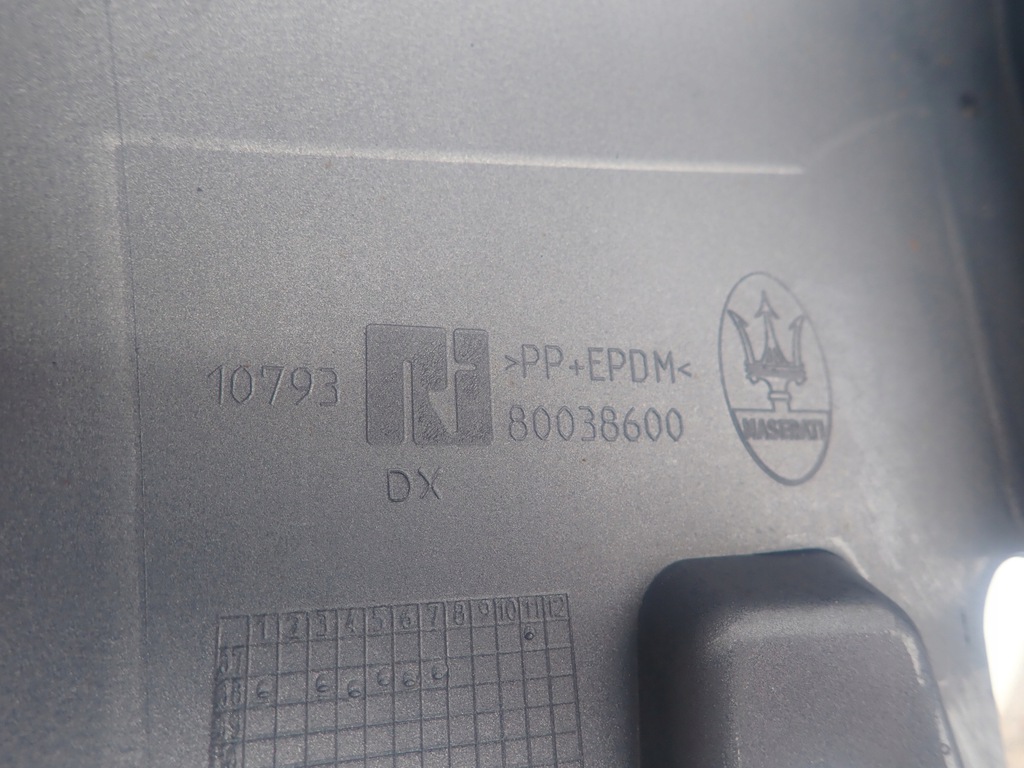 10793
>PP+EPDM<
80038600
DX
MASERATI
1 2 3 4 5 6 7 8 9 10 11 12